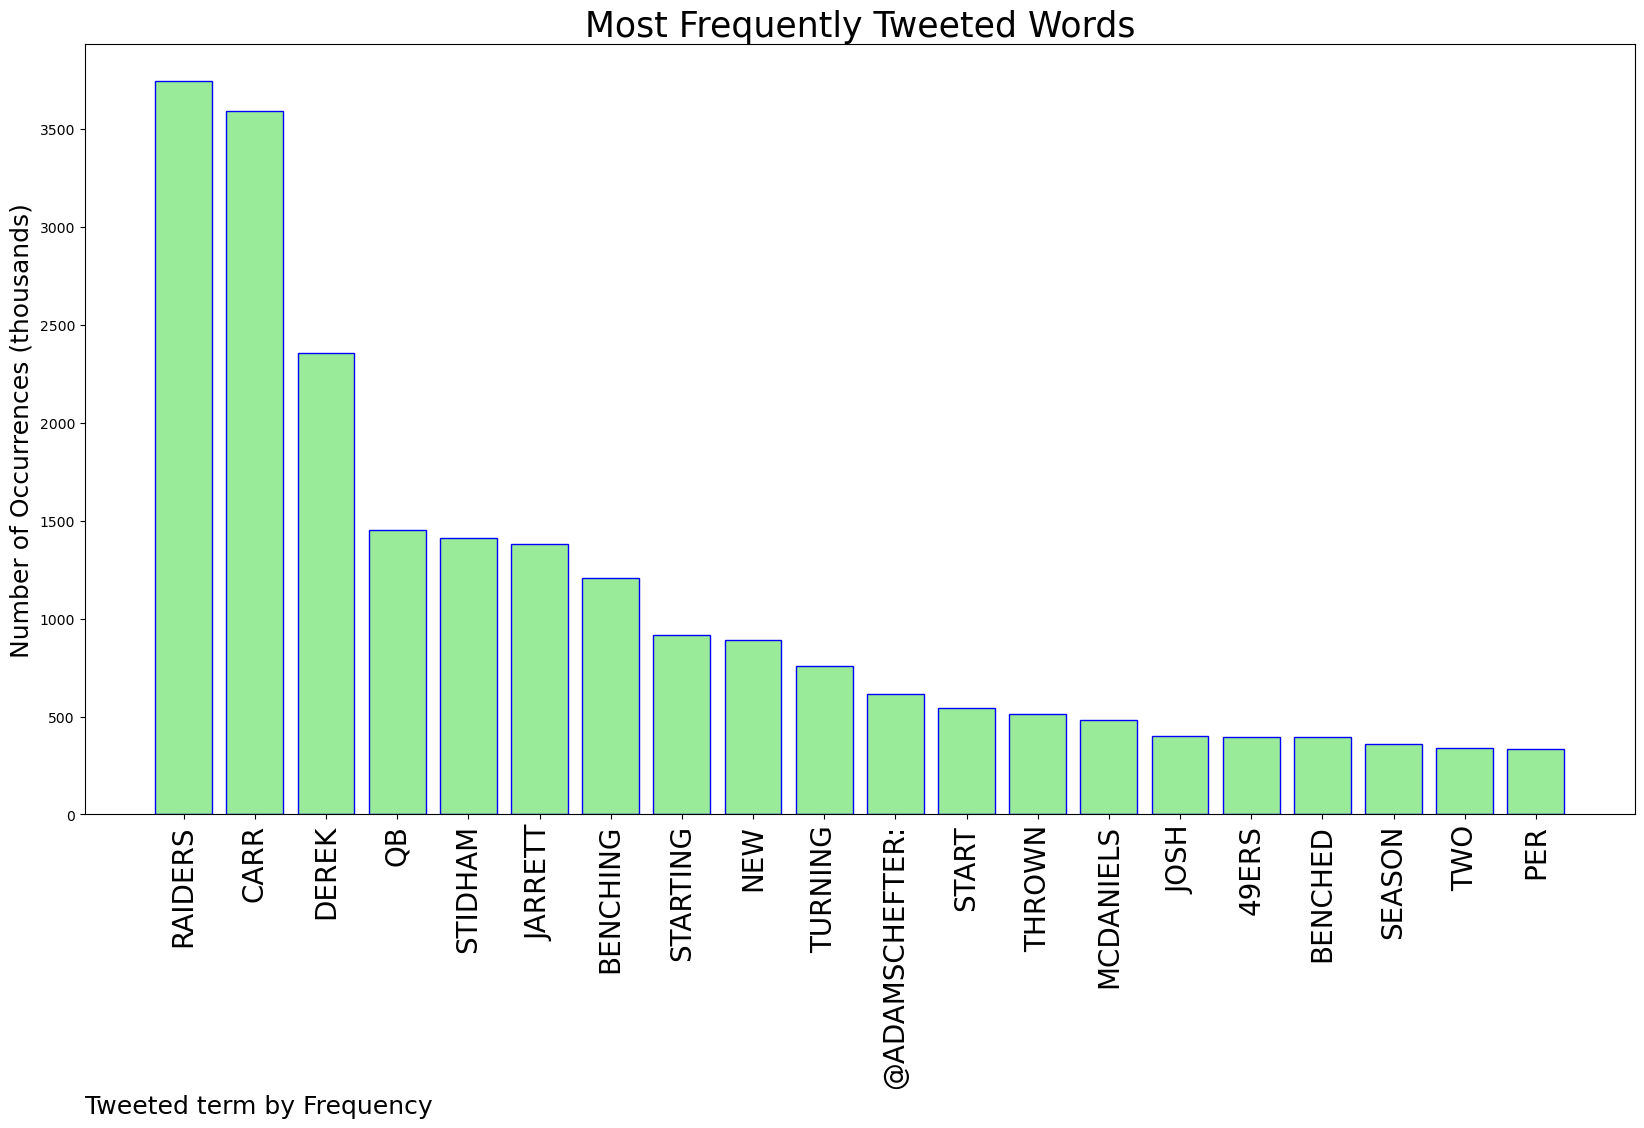 Most Frequently Tweeted Words
Number of Occurrences (thousands)
3500
3000
2500
2000
1500
1000
500
0
RAIDERS
CARR
DEREK
QB
STIDHAM
JARRETT
BENCHING
STARTING
NEW
TURNING
@ADAMSCHEFTER:
START
THROWN
MCDANIELS
JOSH
49ERS
BENCHED
SEASON
TWO
PER
Tweeted term by Frequency